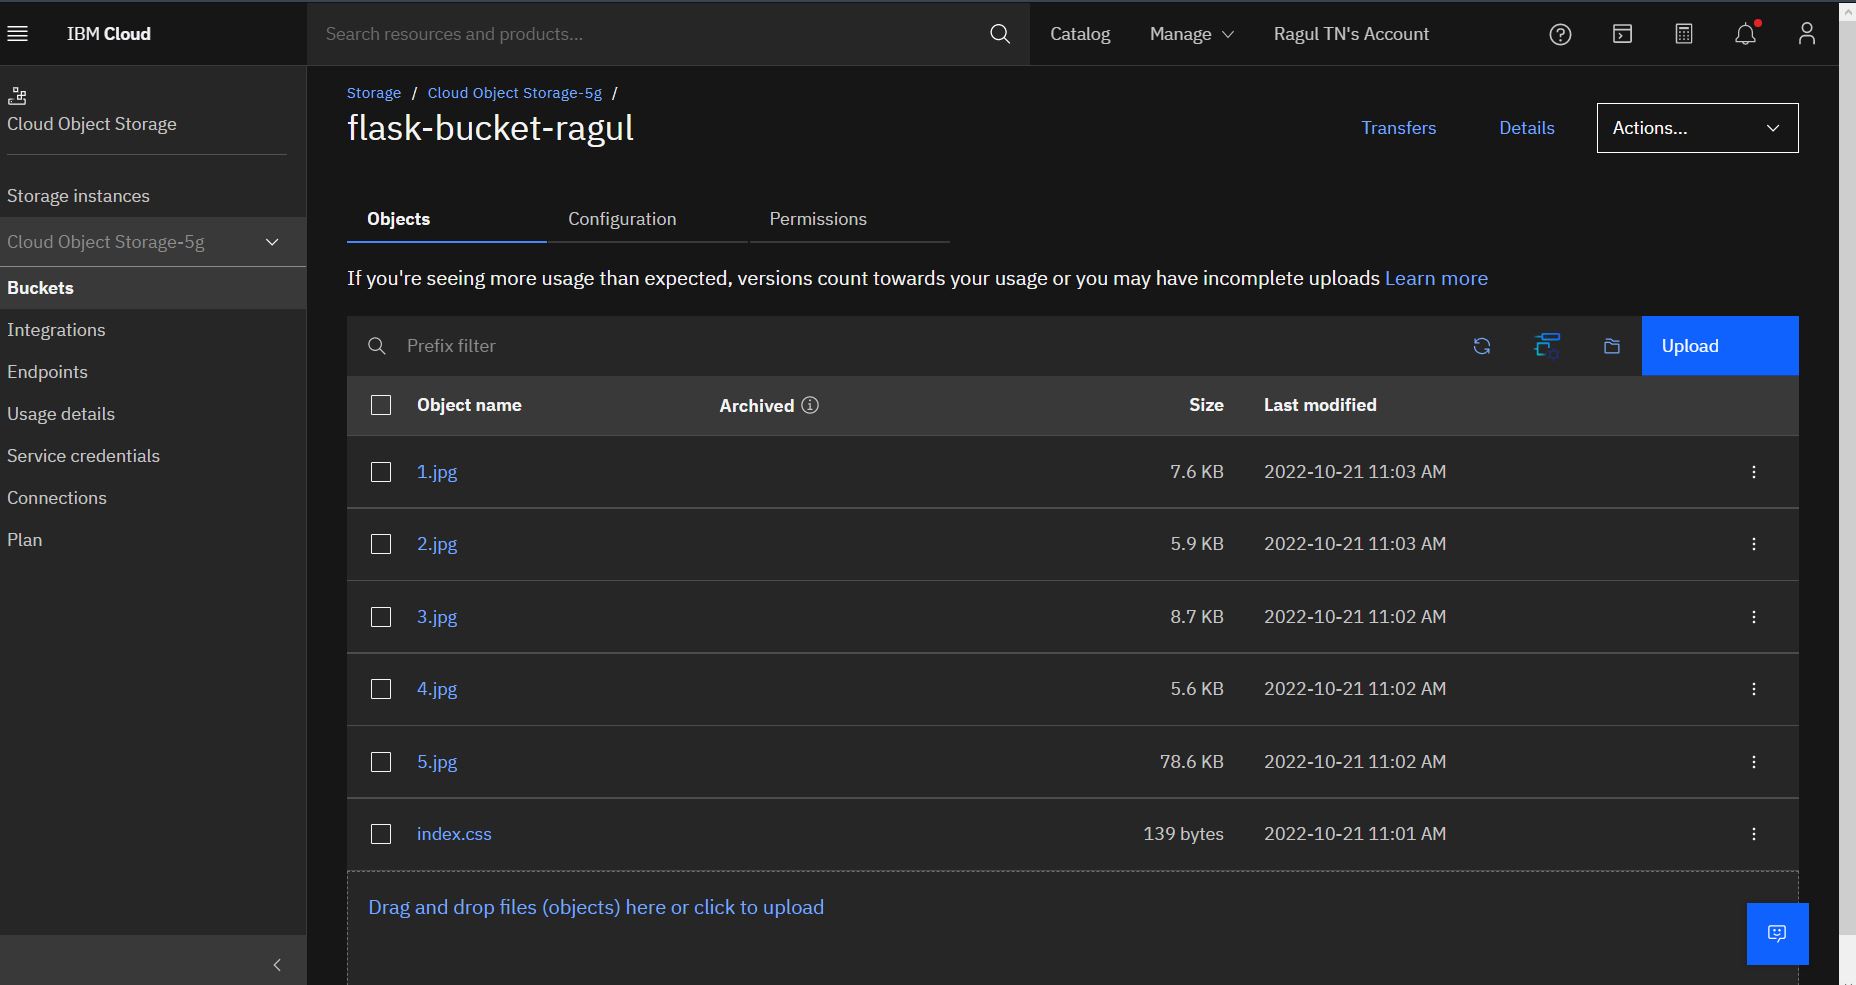 IBM Cloud
Search resources and products...
Catalog
Manage
Ragul TN's Account
Cloud Object Storage
Storage instances
Cloud Object Storage-5g
Buckets
Integrations
Endpoints
Usage details
Service credentials
Connections
Plan
Storage / Cloud Object Storage-5g /
flask-bucket-ragul
Transfers
Details
Actions...
Objects
Configuration
Permissions
If you're seeing more usage than expected, versions count towards your usage or you may have incomplete uploads Learn more
Prefix filter
Upload
Object name Archived Size Last modified
1.jpg 7.6 KB 2022-10-21 11:03 AM
2.jpg 5.9 KB 2022-10-21 11:03 AM
3.jpg 8.7 KB 2022-10-21 11:02 AM
4.jpg 5.6 KB 2022-10-21 11:02 AM
5.jpg 78.6 KB 2022-10-21 11:02 AM
index.css 139 bytes 2022-10-21 11:01 AM
Drag and drop files (objects) here or click to upload